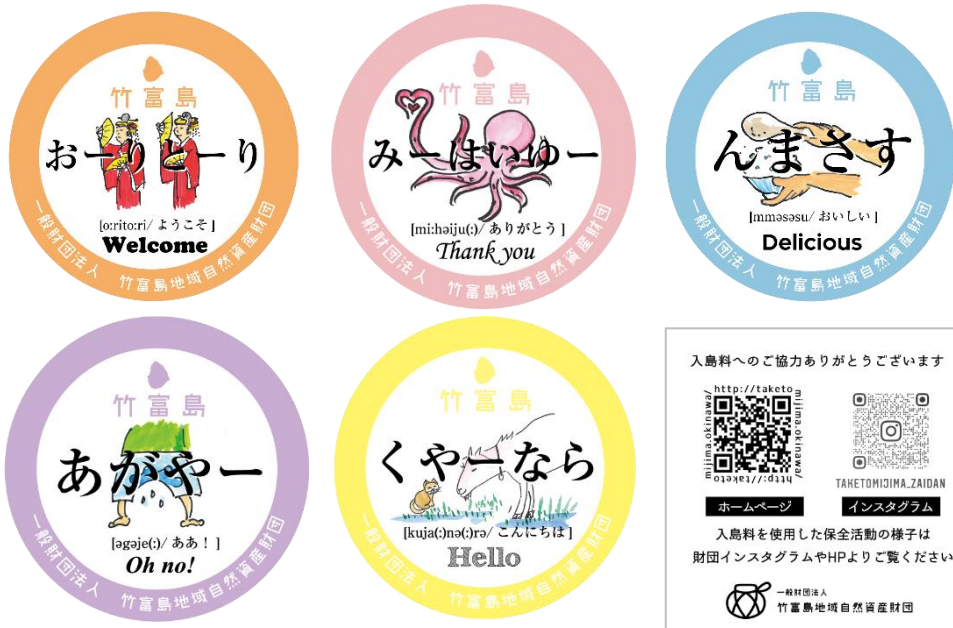 竹富島
おーりとーり
[o:rito:ri/ ようこそ ]
Welcome
一般財団法人 竹富島地域自然資産財団
竹富島
みーはいゆー
[mi:həiju(:)/ ありがとう ]
Thank you
一般財団法人 竹富島地域自然資産財団
竹富島
んまさす
[mməsəsu/ おいしい ]
Delicious
一般財団法人 竹富島地域自然資産財団
竹富島
あがやー
[əgəje(:)/ ああ！ ]
Oh no!
一般財団法人 竹富島地域自然資産財団
竹富島
くやーなら
[kuja(:)nə(:)rə/ こんにちは ]
Hello
一般財団法人 竹富島地域自然資産財団
入島料へのご協力ありがとうございます
http://taketomijima.okinawa/
http://taketomijima.okinawa/
TAKETOMIJIMA_ZAIDAN
ホームページ
インスタグラム
入島料を使用した保全活動の様子は
財団インスタグラムやHPよりご覧ください
一般財団法人
竹富島地域自然資産財団